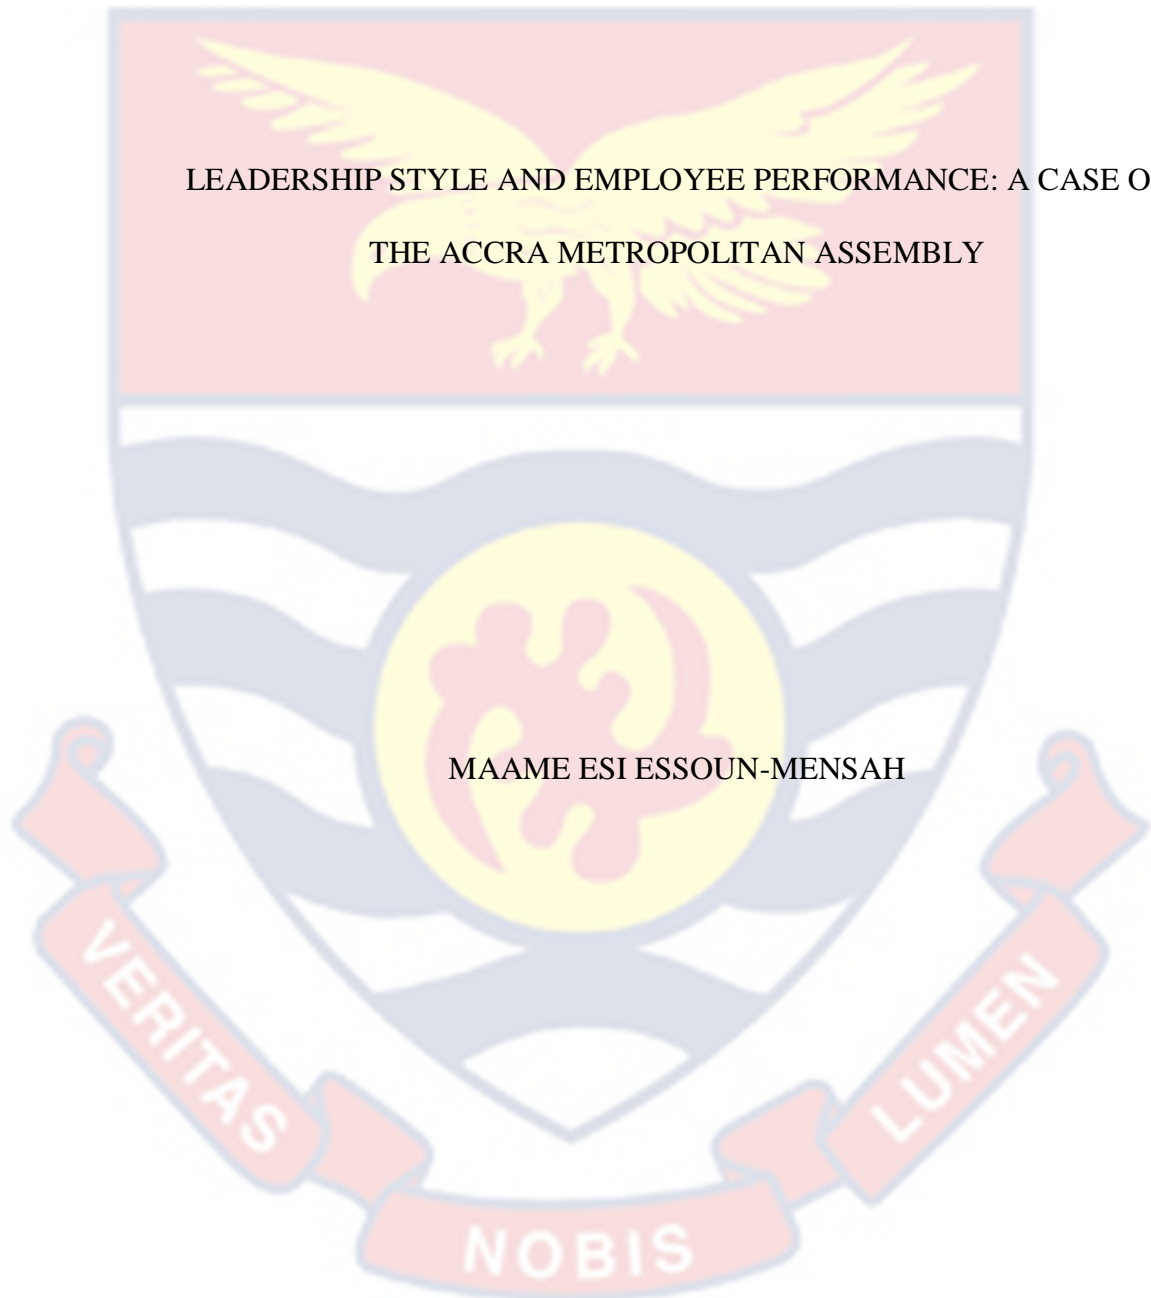 LEADERSHIP STYLE AND EMPLOYEE PERFORMANCE: A CASE O
THE ACCRA METROPOLITAN ASSEMBLY
MAAME ESI ESSOUN-MENSAH
VERITAS
NOBIS
LUMEN